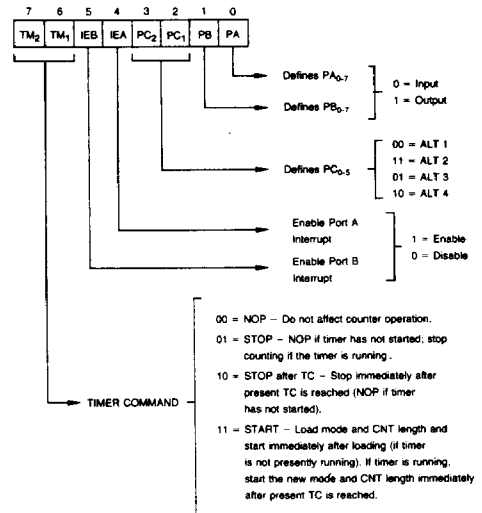 7 6 5 4 3 2 1 0
TM2 TM1 IEB IEA PC2 PC1 PB PA
Defines PA0-7
Defines PB0-7
0 = Input
1 = Output
Defines PC0-5
00 = ALT 1
11 = ALT 2
01 = ALT 3
10 = ALT 4
Enable Port A
Interrupt
Enable Port B
Interrupt
1 = Enable
0 = Disable
TIMER COMMAND
00 = NOP – Do not affect counter operation.
01 = STOP – NOP if timer has not started; stop
counting if the timer is running.
10 = STOP after TC – Stop immediately after
present TC is reached (NOP if timer
has not started).
11 = START – Load mode and CNT length and
start immediately after loading (if timer
is not presently running). If timer is running,
start the new mode and CNT length immediately
after present TC is reached.